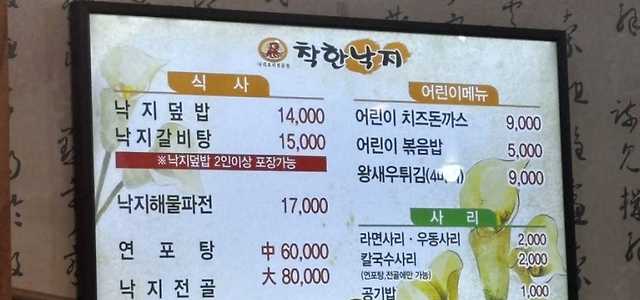 착한낙지
식 사
낙지덮밥 14,000
낙지갈비탕 15,000
※낙지덮밥 2인이상 포장가능
낙지해물파전 17,000
연포탕 中 60,000
낙지전골 大 80,000
어린이메뉴
어린이 치즈돈까스 9,000
어린이 볶음밥 5,000
왕새우튀김(4마리) 9,000
사 리
라면사리·우동사리 2,000
칼국수사리 2,000
(연포탕,전골에만 가능)
공기밥 1,000